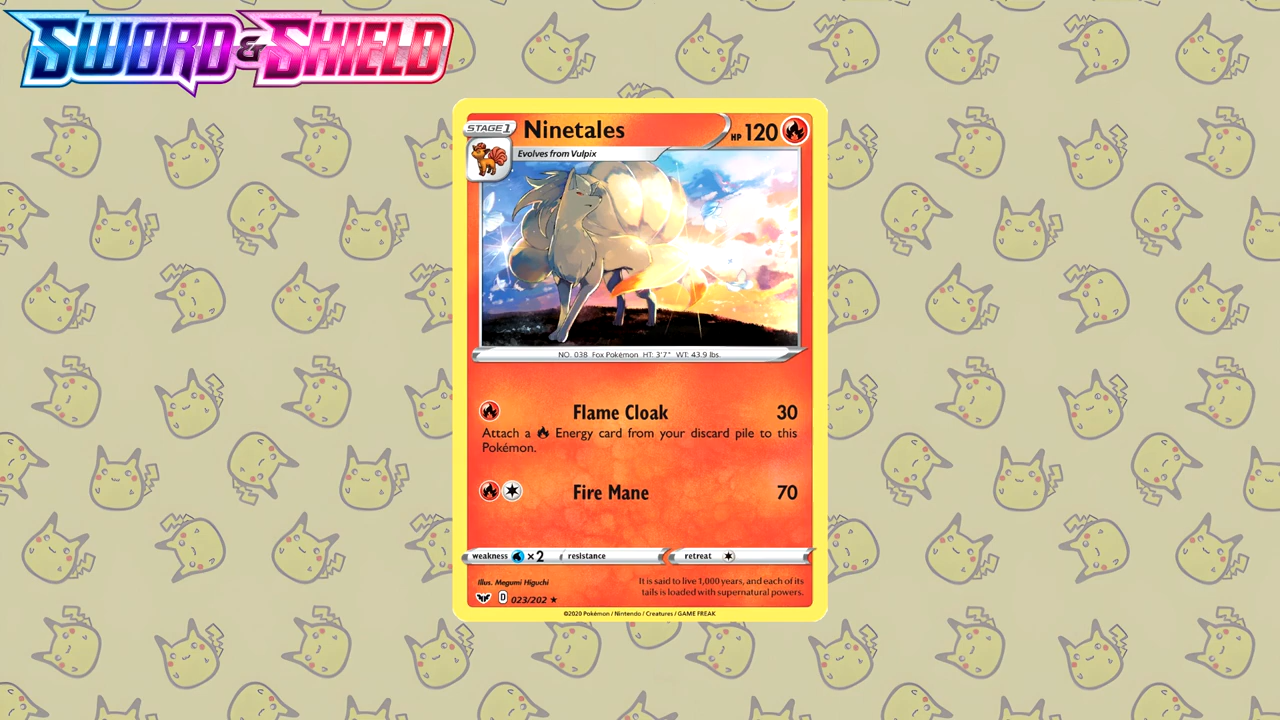 SWORD & SHIELD
STAGE 1
Ninetales
HP 120
Evolves from Vulpix
NO. 038 Fox Pokémon HT: 3'7" WT: 43.9 lbs.
Flame Cloak 30
Attach a Energy card from your discard pile to this
Pokémon.
Fire Mane 70
weakness ×2 resistance retreat
Illus. Megumi Higuchi
It is said to live 1,000 years, and each of its
tails is loaded with supernatural powers.
D 023/202 ★
©2020 Pokémon / Nintendo / Creatures / GAME FREAK